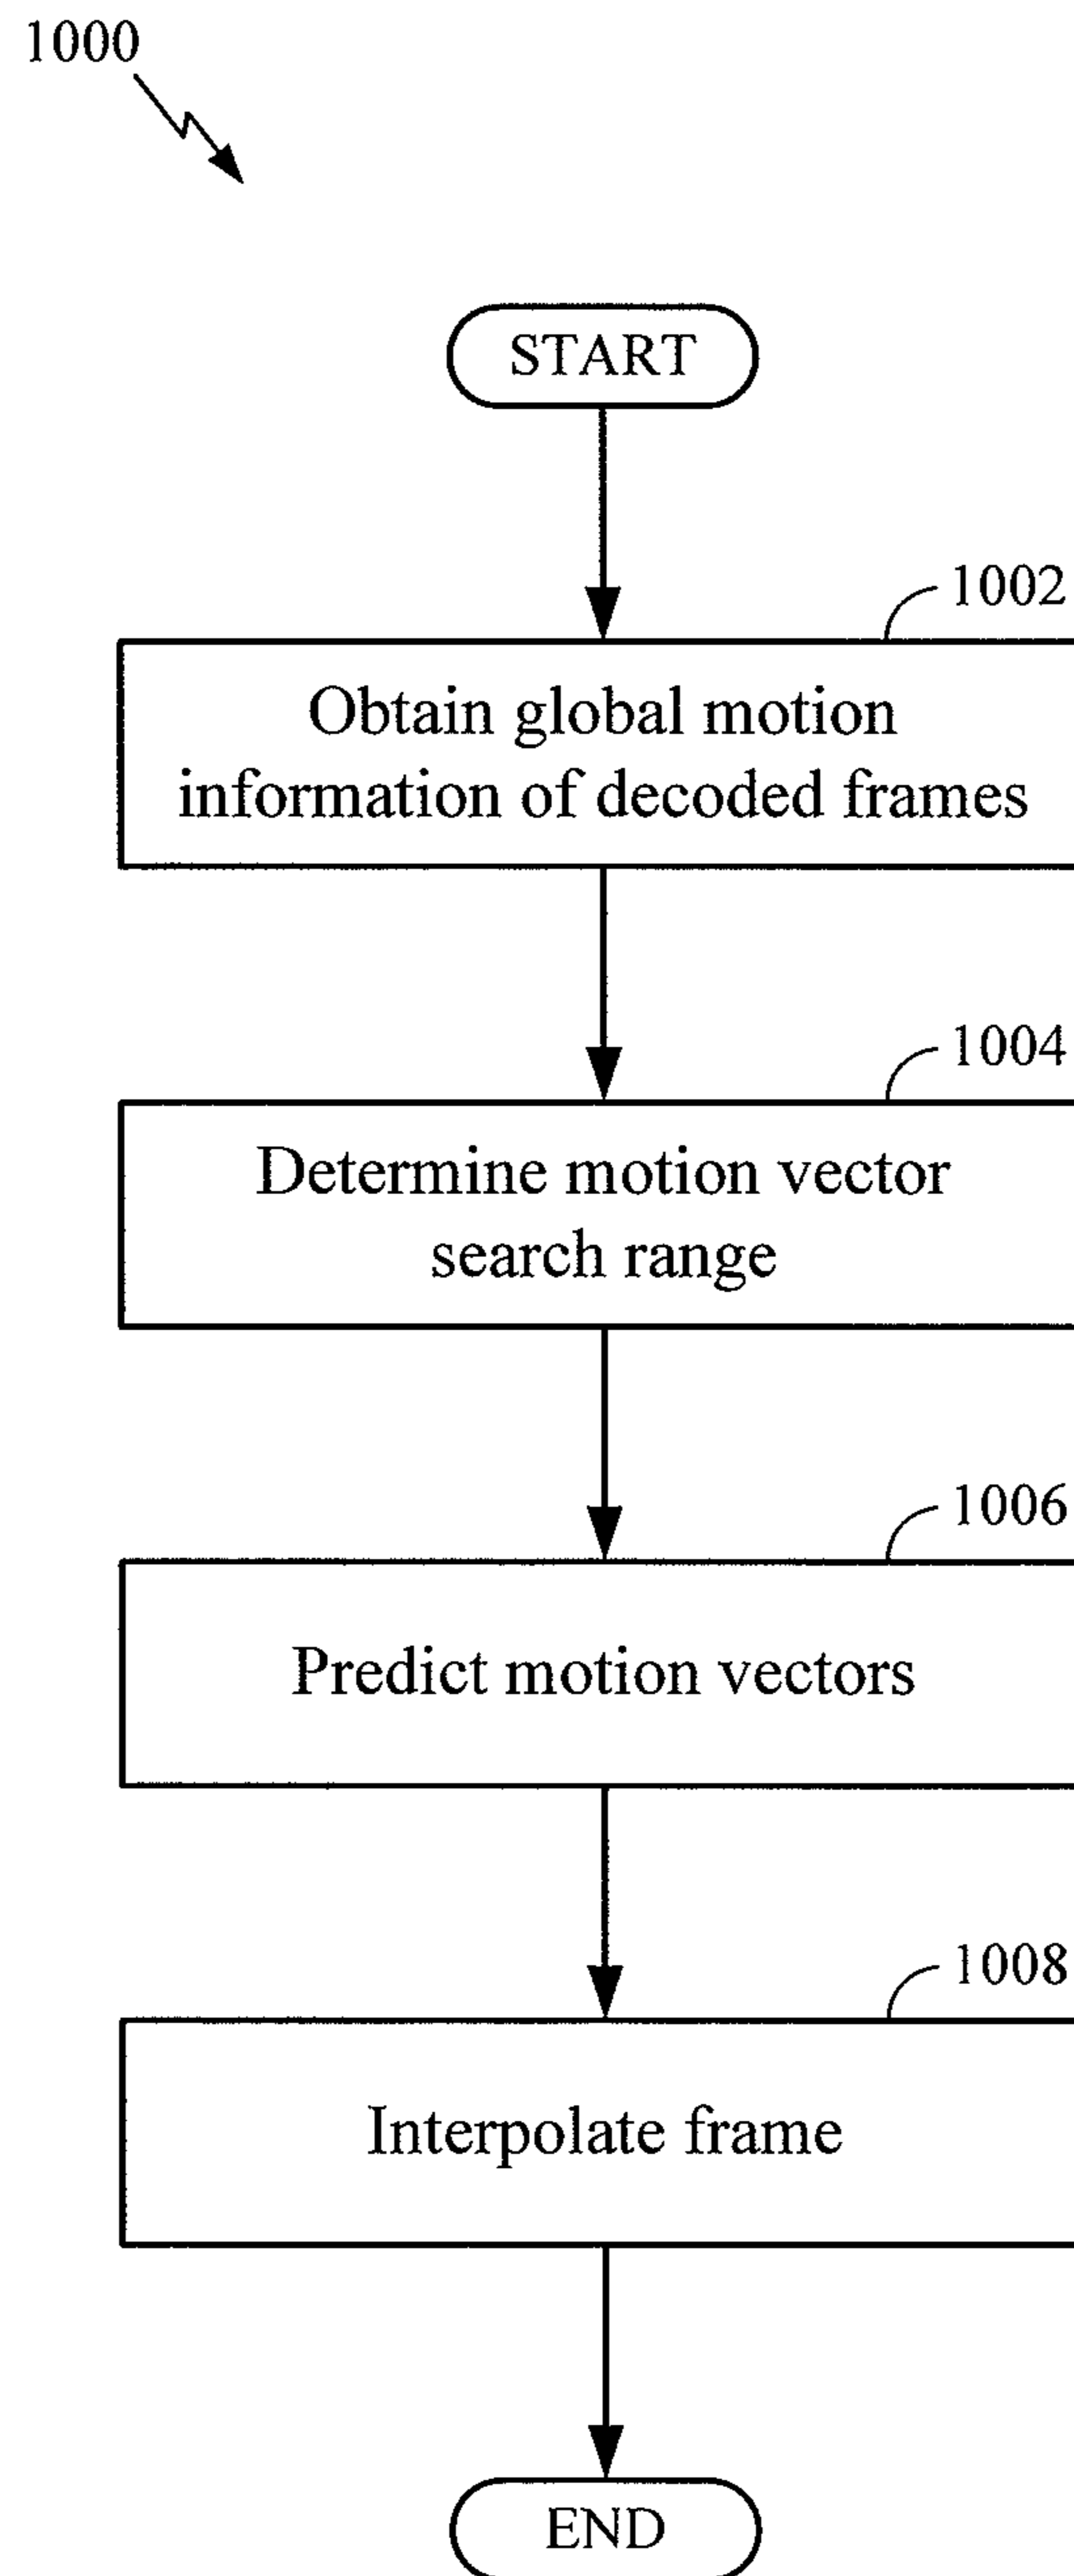 1000
START
1002
Obtain global motion
information of decoded frames
1004
Determine motion vector
search range
1006
Predict motion vectors
1008
Interpolate frame
END